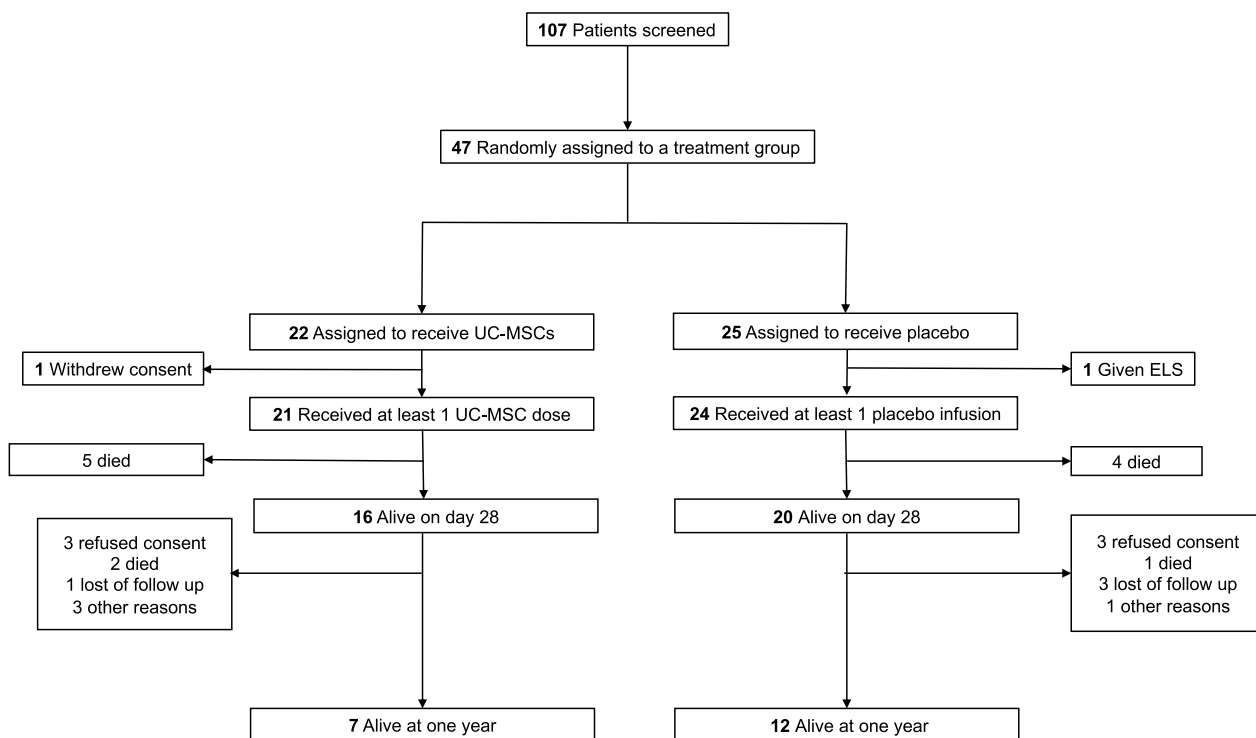 107 Patients screened
47 Randomly assigned to a treatment group
22 Assigned to receive UC-MSCs
25 Assigned to receive placebo
1 Withdrew consent
1 Given ELS
21 Received at least 1 UC-MSC dose
24 Received at least 1 placebo infusion
5 died
4 died
16 Alive on day 28
20 Alive on day 28
3 refused consent
2 died
1 lost of follow up
3 other reasons
3 refused consent
1 died
3 lost of follow up
1 other reasons
7 Alive at one year
12 Alive at one year